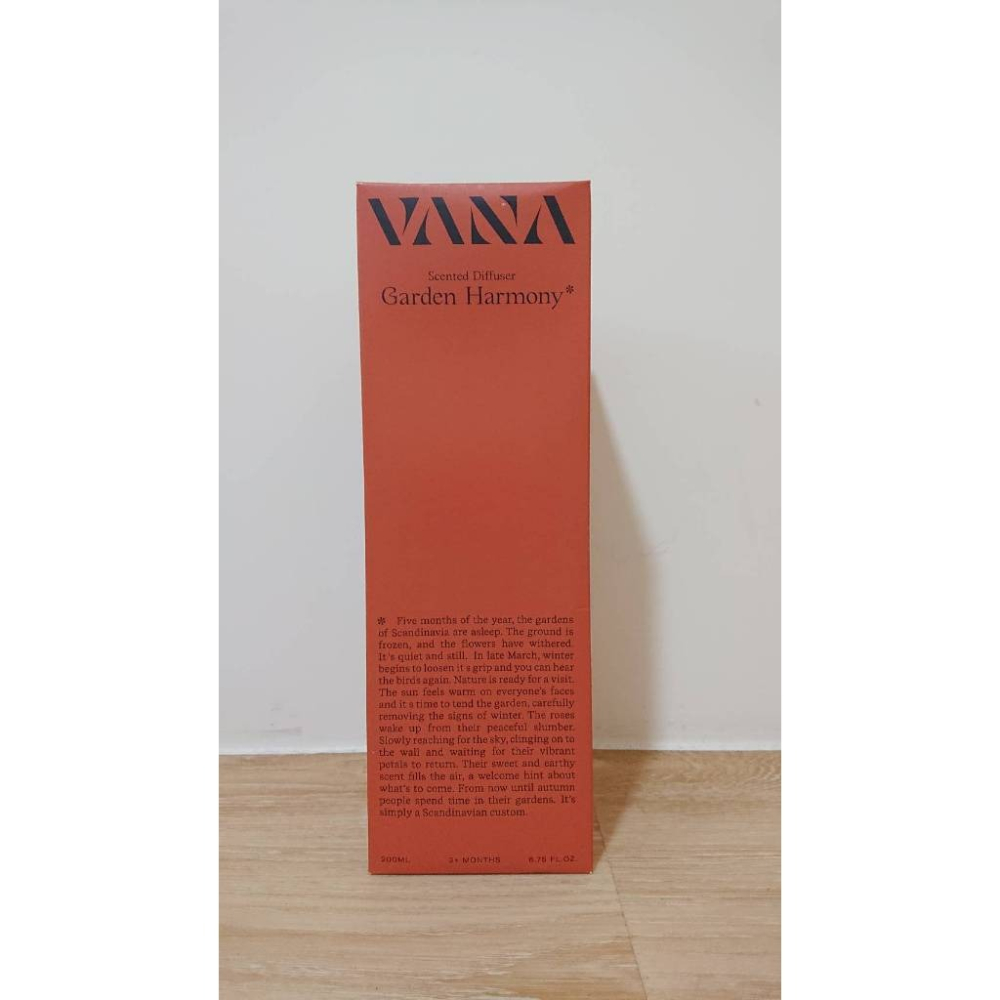 VANA
Scented Diffuser
Garden Harmony*
* Five months of the year, the gardens
of Scandinavia are asleep. The ground is
frozen, and the flowers have withered.
It's quiet and still. In late March, winter
begins to loosen it's grip and you can hear
the birds again. Nature is ready for a visit.
The sun feels warm on everyone's faces
and it's time to tend the garden, carefully
removing the signs of winter. The roses
wake up from their peaceful slumber.
Slowly reaching for the sky, clinging on to
the wall and waiting for their vibrant
petals to return. Their sweet and earthy
scent fills the air, a welcome hint about
what's to come. From now until autumn
people spend time in their gardens. It's
simply a Scandinavian custom.
200ML 3+ MONTHS 6.76 FL.OZ.